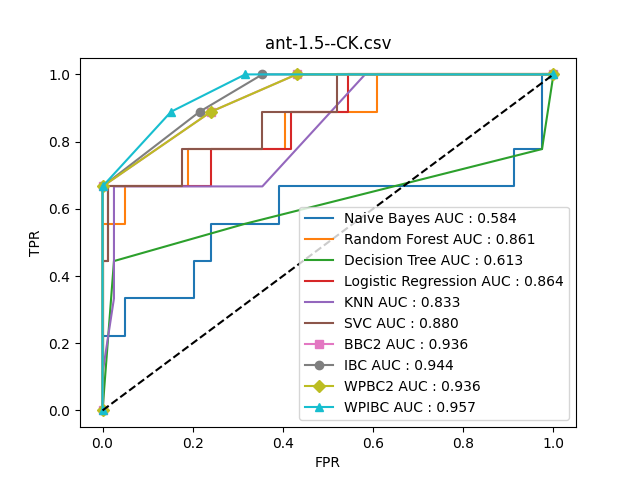 ant-1.5--CK.csv
TPR
1.0
0.8
0.6
0.4
0.2
0.0
Naive Bayes AUC : 0.584
Random Forest AUC : 0.861
Decision Tree AUC : 0.613
Logistic Regression AUC : 0.864
KNN AUC : 0.833
SVC AUC : 0.880
BBC2 AUC : 0.936
IBC AUC : 0.944
WPBC2 AUC : 0.936
WPIBC AUC : 0.957
0.0 0.2 0.4 0.6 0.8 1.0
FPR